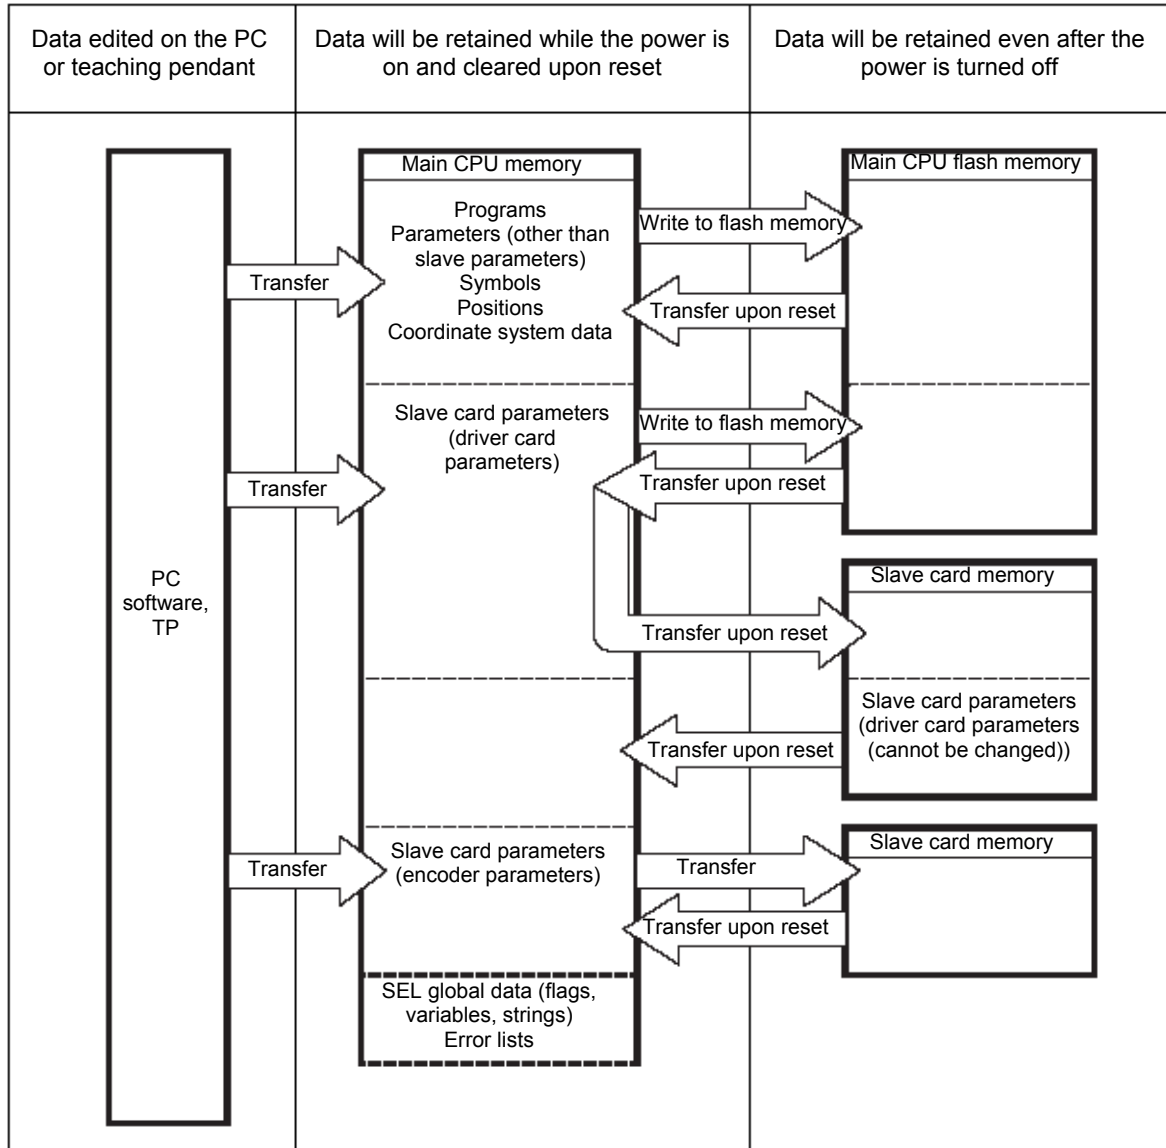 Data edited on the PC
or teaching pendant
Data will be retained while the power is
on and cleared upon reset
Data will be retained even after the
power is turned off
PC
software,
TP
Transfer
Transfer
Transfer
Main CPU memory
Programs
Parameters (other than
slave parameters)
Symbols
Positions
Coordinate system data
Slave card parameters
(driver card
parameters)
Slave card parameters
(encoder parameters)
SEL global data (flags,
variables, strings)
Error lists
Write to flash memory
Transfer upon reset
Write to flash memory
Transfer upon reset
Transfer upon reset
Transfer upon reset
Transfer
Transfer upon reset
Main CPU flash memory
Slave card memory
Slave card parameters
(driver card parameters
(cannot be changed))
Slave card memory